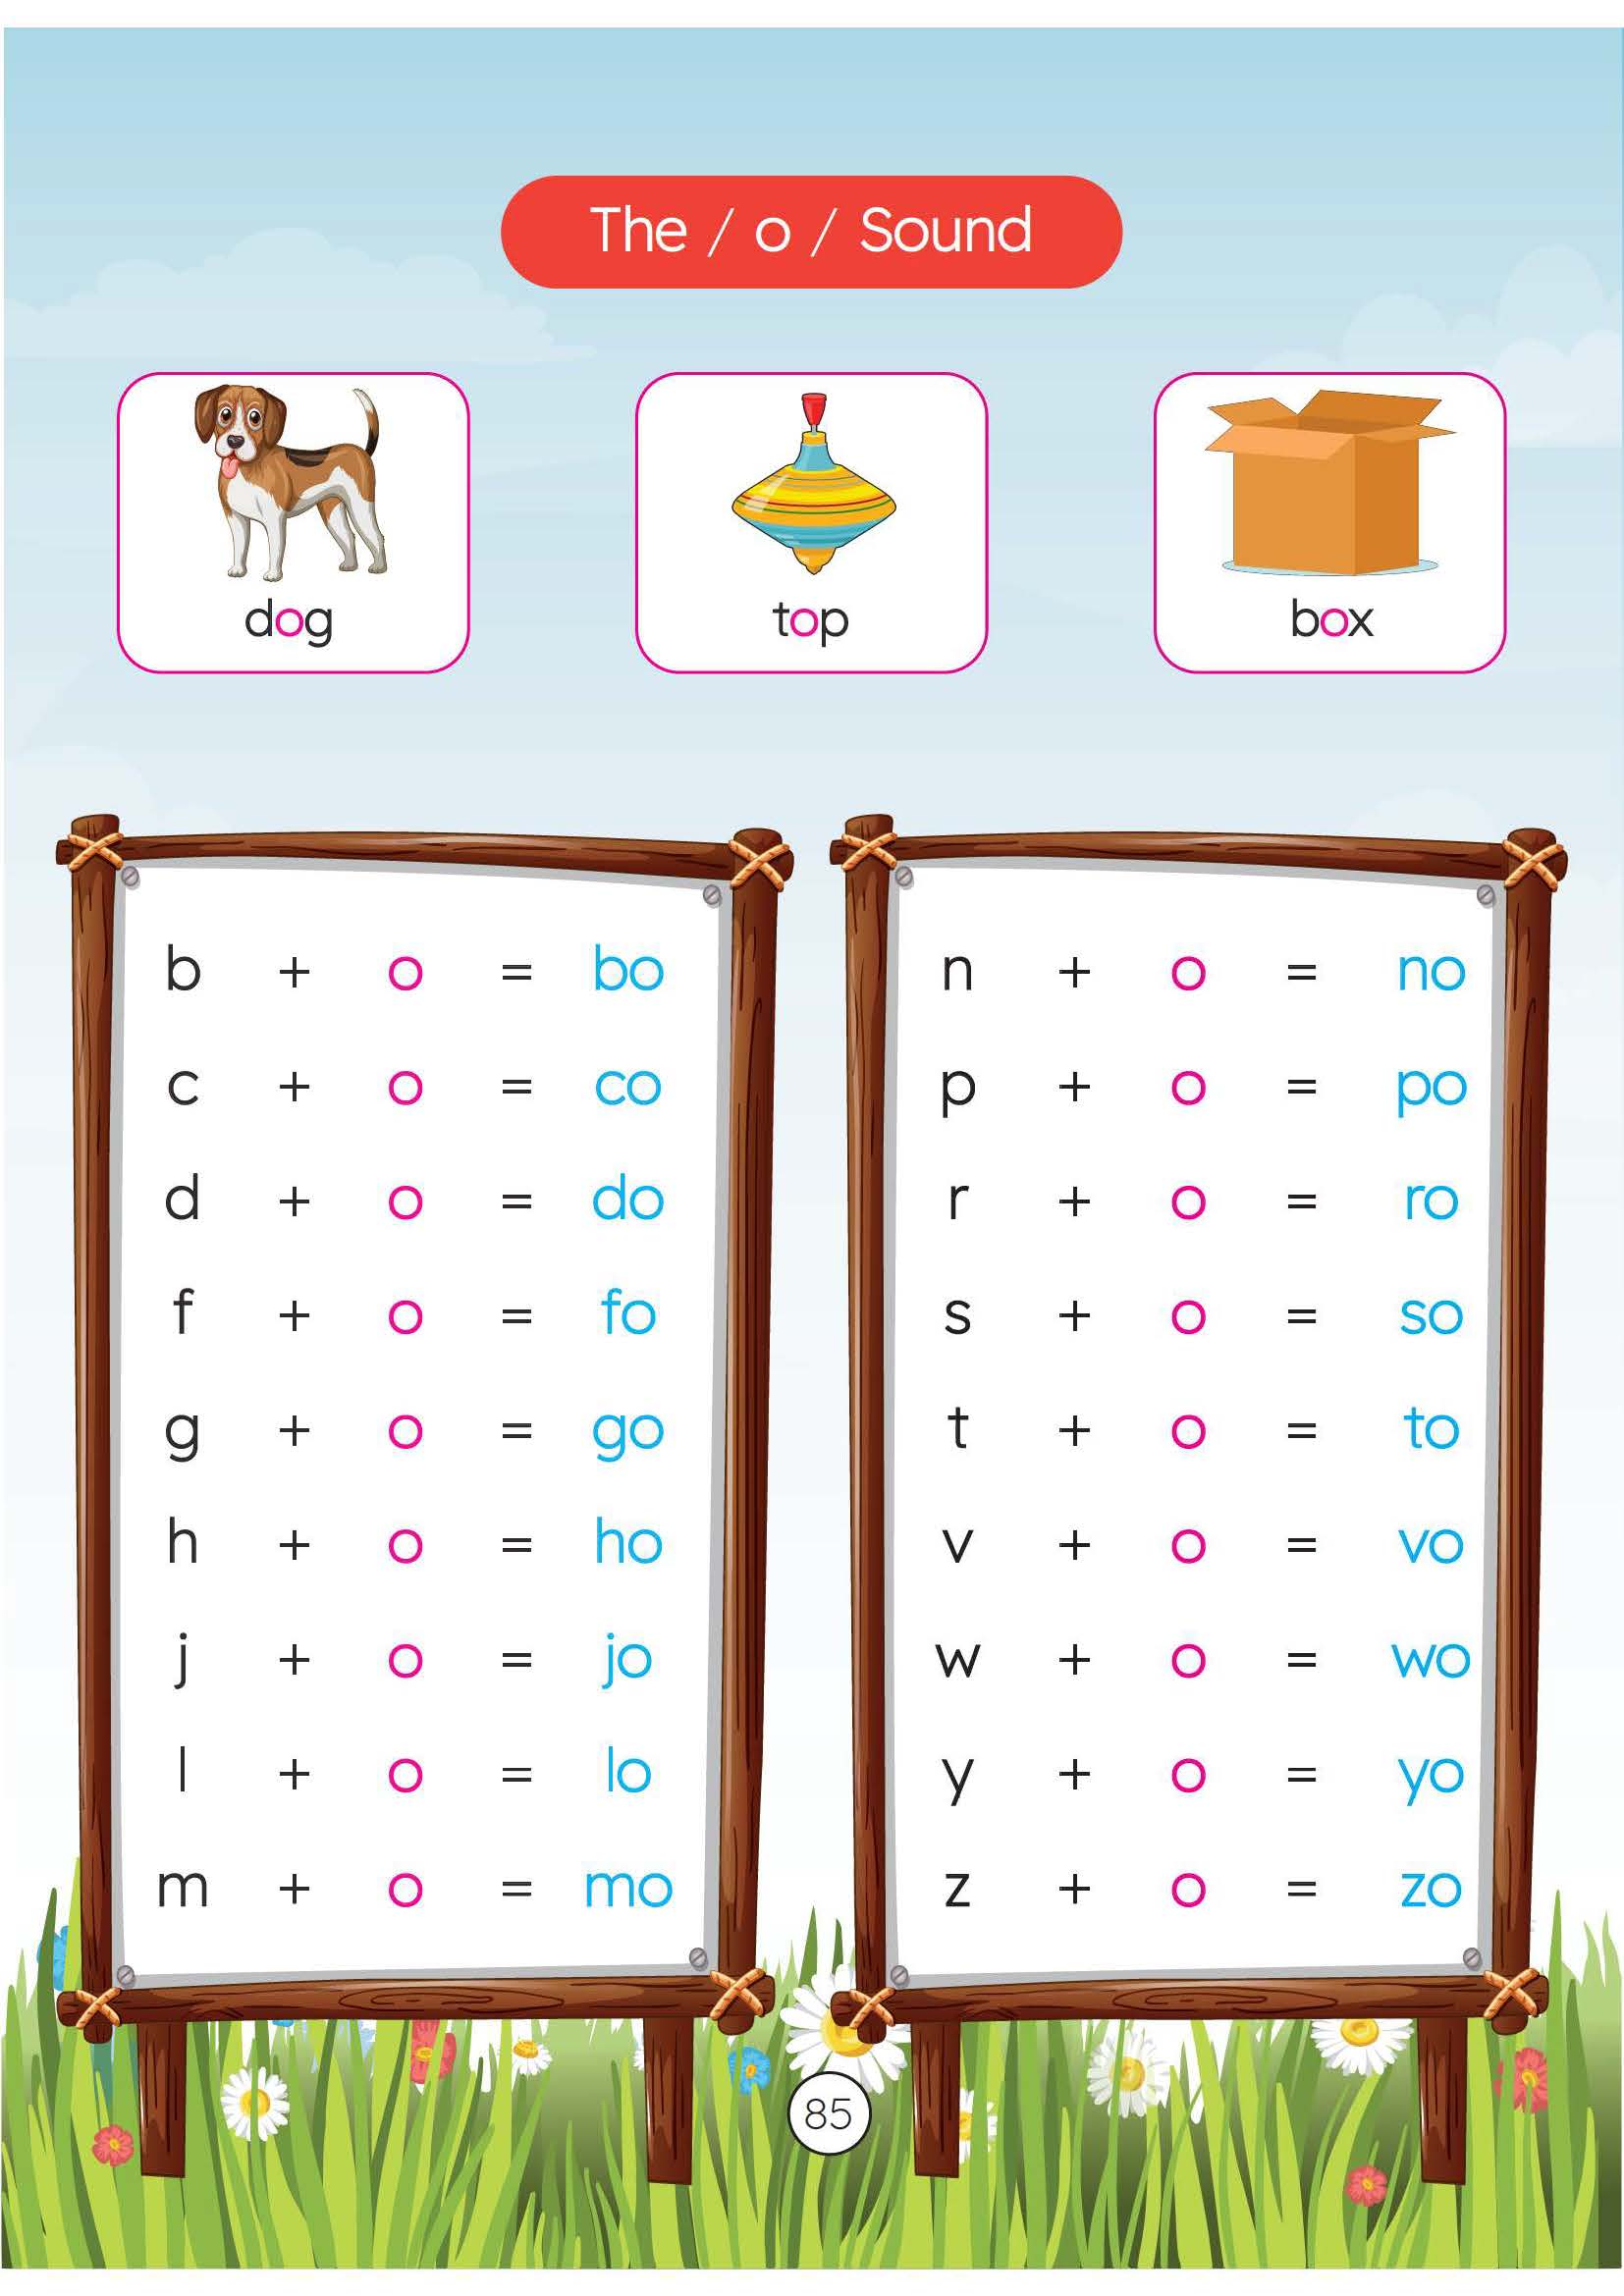 The / o / Sound
dog
top
box
b + o = bo
c + o = co
d + o = do
f + o = fo
g + o = go
h + o = ho
j + o = jo
l + o = lo
m + o = mo
n + o = no
p + o = po
r + o = ro
s + o = so
t + o = to
v + o = vo
w + o = wo
y + o = yo
z + o = zo
85